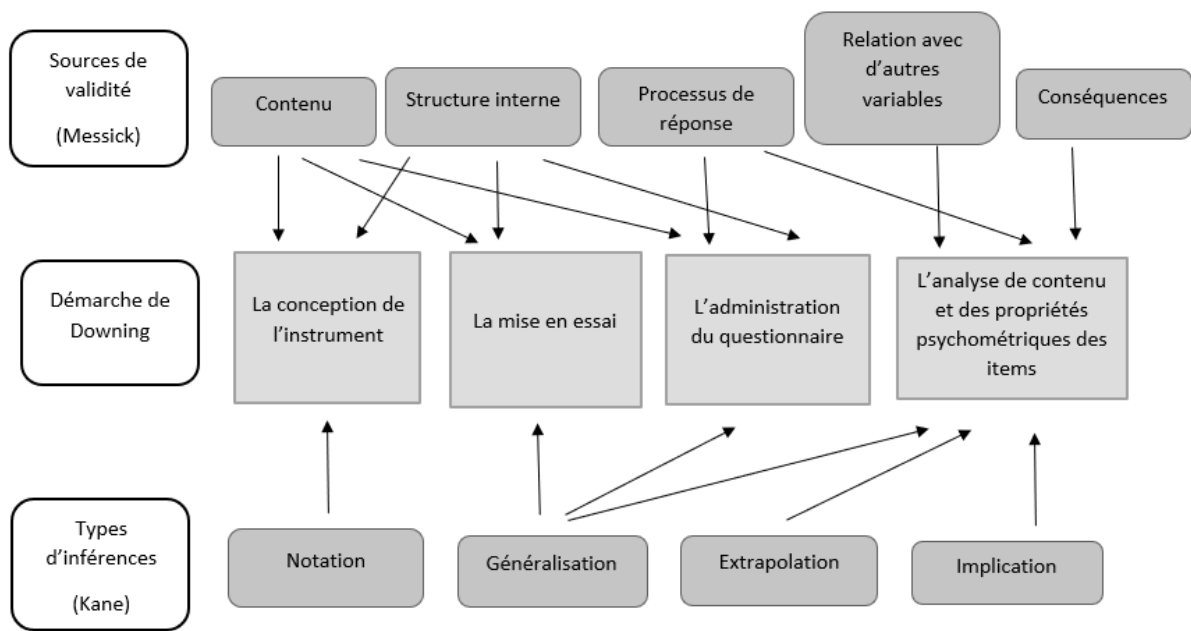 Sources de
validité
(Messick)
Contenu
Structure interne
Processus de
réponse
Relation avec
d'autres
variables
Conséquences
Démarche de
Downing
La conception de
l'instrument
La mise en essai
L'administration
du questionnaire
L'analyse de contenu
et des propriétés
psychométriques des
items
Types
d'inférences
(Kane)
Notation
Généralisation
Extrapolation
Implication